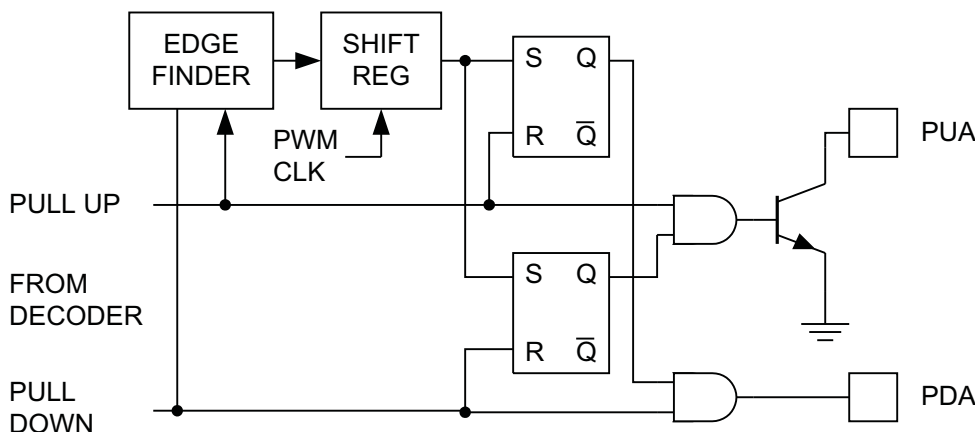 EDGE
FINDER
SHIFT
REG
S Q
R Q̅
PUA
PWM
CLK
PULL UP
S Q
R Q̅
FROM
DECODER
PULL
DOWN
PDA